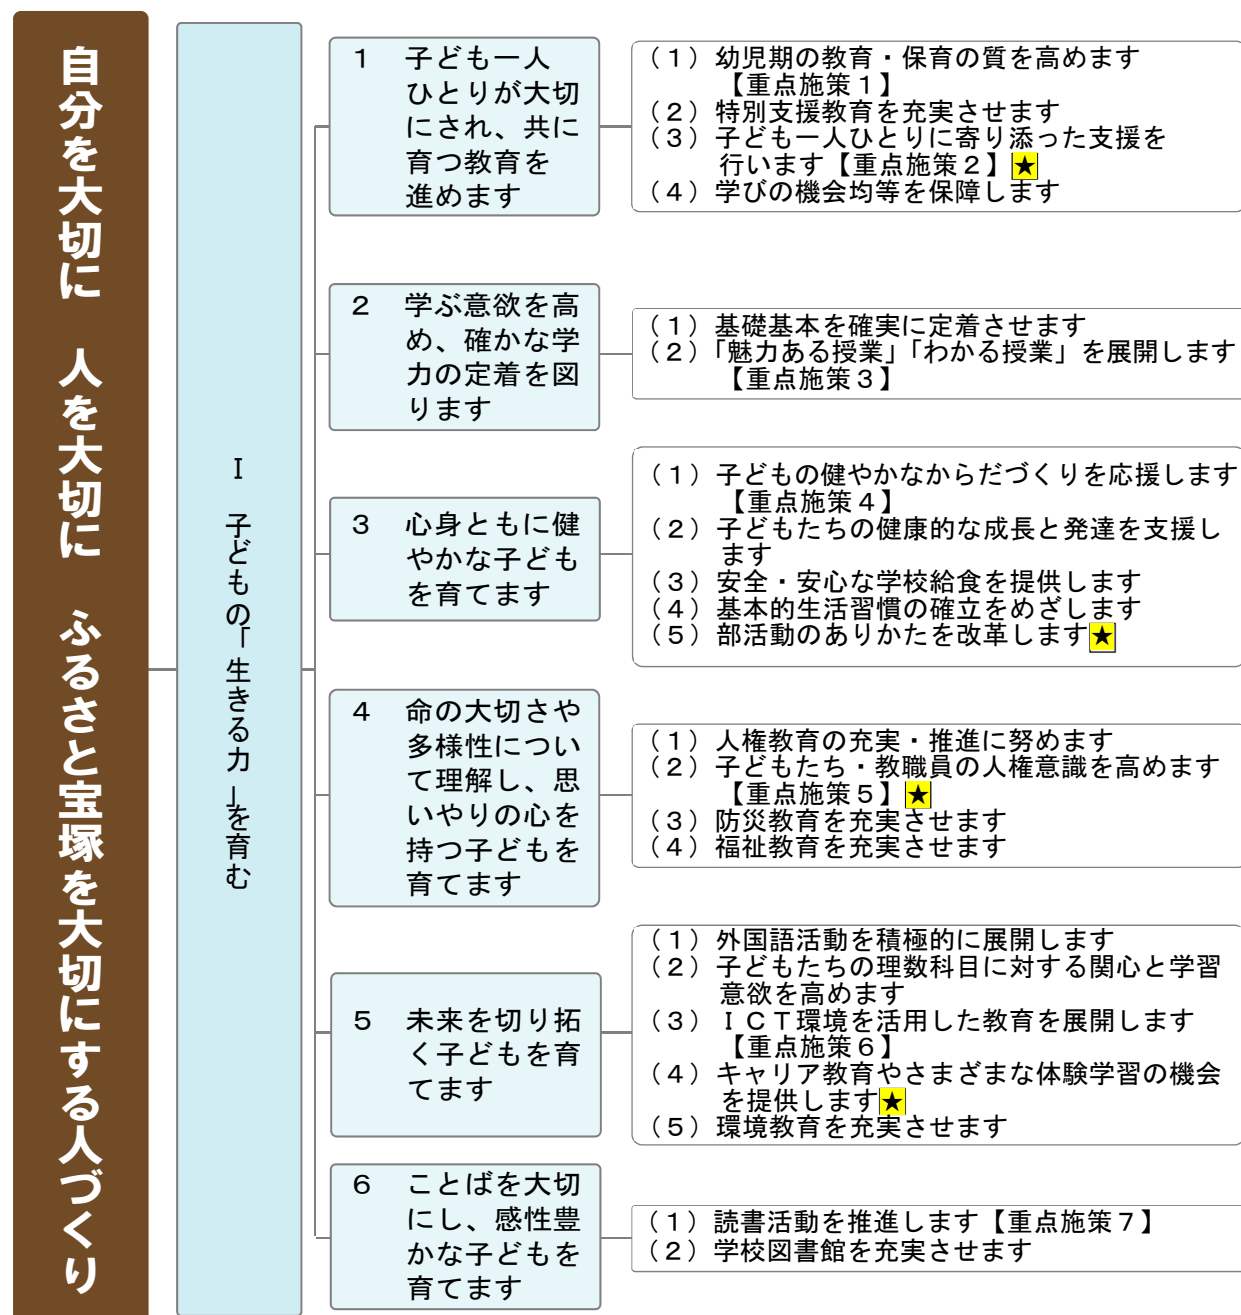 自分を大切に　人を大切に　ふるさと宝塚を大切にする人づくり
Ⅰ　子どもの「生きる力」を育む
１　子ども一人
ひとりが大切
にされ、共に
育つ教育を
進めます
（１）幼児期の教育・保育の質を高めます
【重点施策１】
（２）特別支援教育を充実させます
（３）子ども一人ひとりに寄り添った支援を
行います【重点施策２】★
（４）学びの機会均等を保障します
２　学ぶ意欲を高
め、確かな学
力の定着を図
ります
（１）基礎基本を確実に定着させます
（２）「魅力ある授業」「わかる授業」を展開します
【重点施策３】
３　心身ともに健
やかな子ども
を育てます
（１）子どもの健やかなからだづくりを応援します
【重点施策４】
（２）子どもたちの健康的な成長と発達を支援し
ます
（３）安全・安心な学校給食を提供します
（４）基本的生活習慣の確立をめざします
（５）部活動のありかたを改革します★
４　命の大切さや
多様性につい
て理解し、思
いやりの心を
持つ子どもを
育てます
（１）人権教育の充実・推進に努めます
（２）子どもたち・教職員の人権意識を高めます
【重点施策５】★
（３）防災教育を充実させます
（４）福祉教育を充実させます
５　未来を切り拓
く子どもを育
てます
（１）外国語活動を積極的に展開します
（２）子どもたちの理数科目に対する関心と学習
意欲を高めます
（３）ＩＣＴ環境を活用した教育を展開します
【重点施策６】
（４）キャリア教育やさまざまな体験学習の機会
を提供します★
（５）環境教育を充実させます
６　ことばを大切
にし、感性豊
かな子どもを
育てます
（１）読書活動を推進します【重点施策７】
（２）学校図書館を充実させます